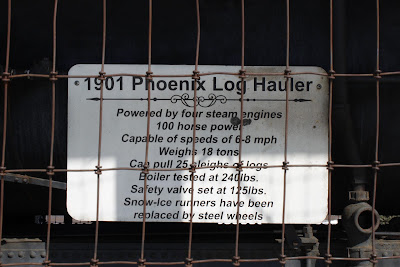 1901 Phoenix Log Hauler
Powered by four steam engines
100 horse power
Capable of speeds of 6-8 mph
Weighs 18 tons
Can pull 25 sleighs of logs
Boiler tested at 240lbs.
Safety valve set at 125lbs.
Snow-Ice runners have been
replaced by steel wheels